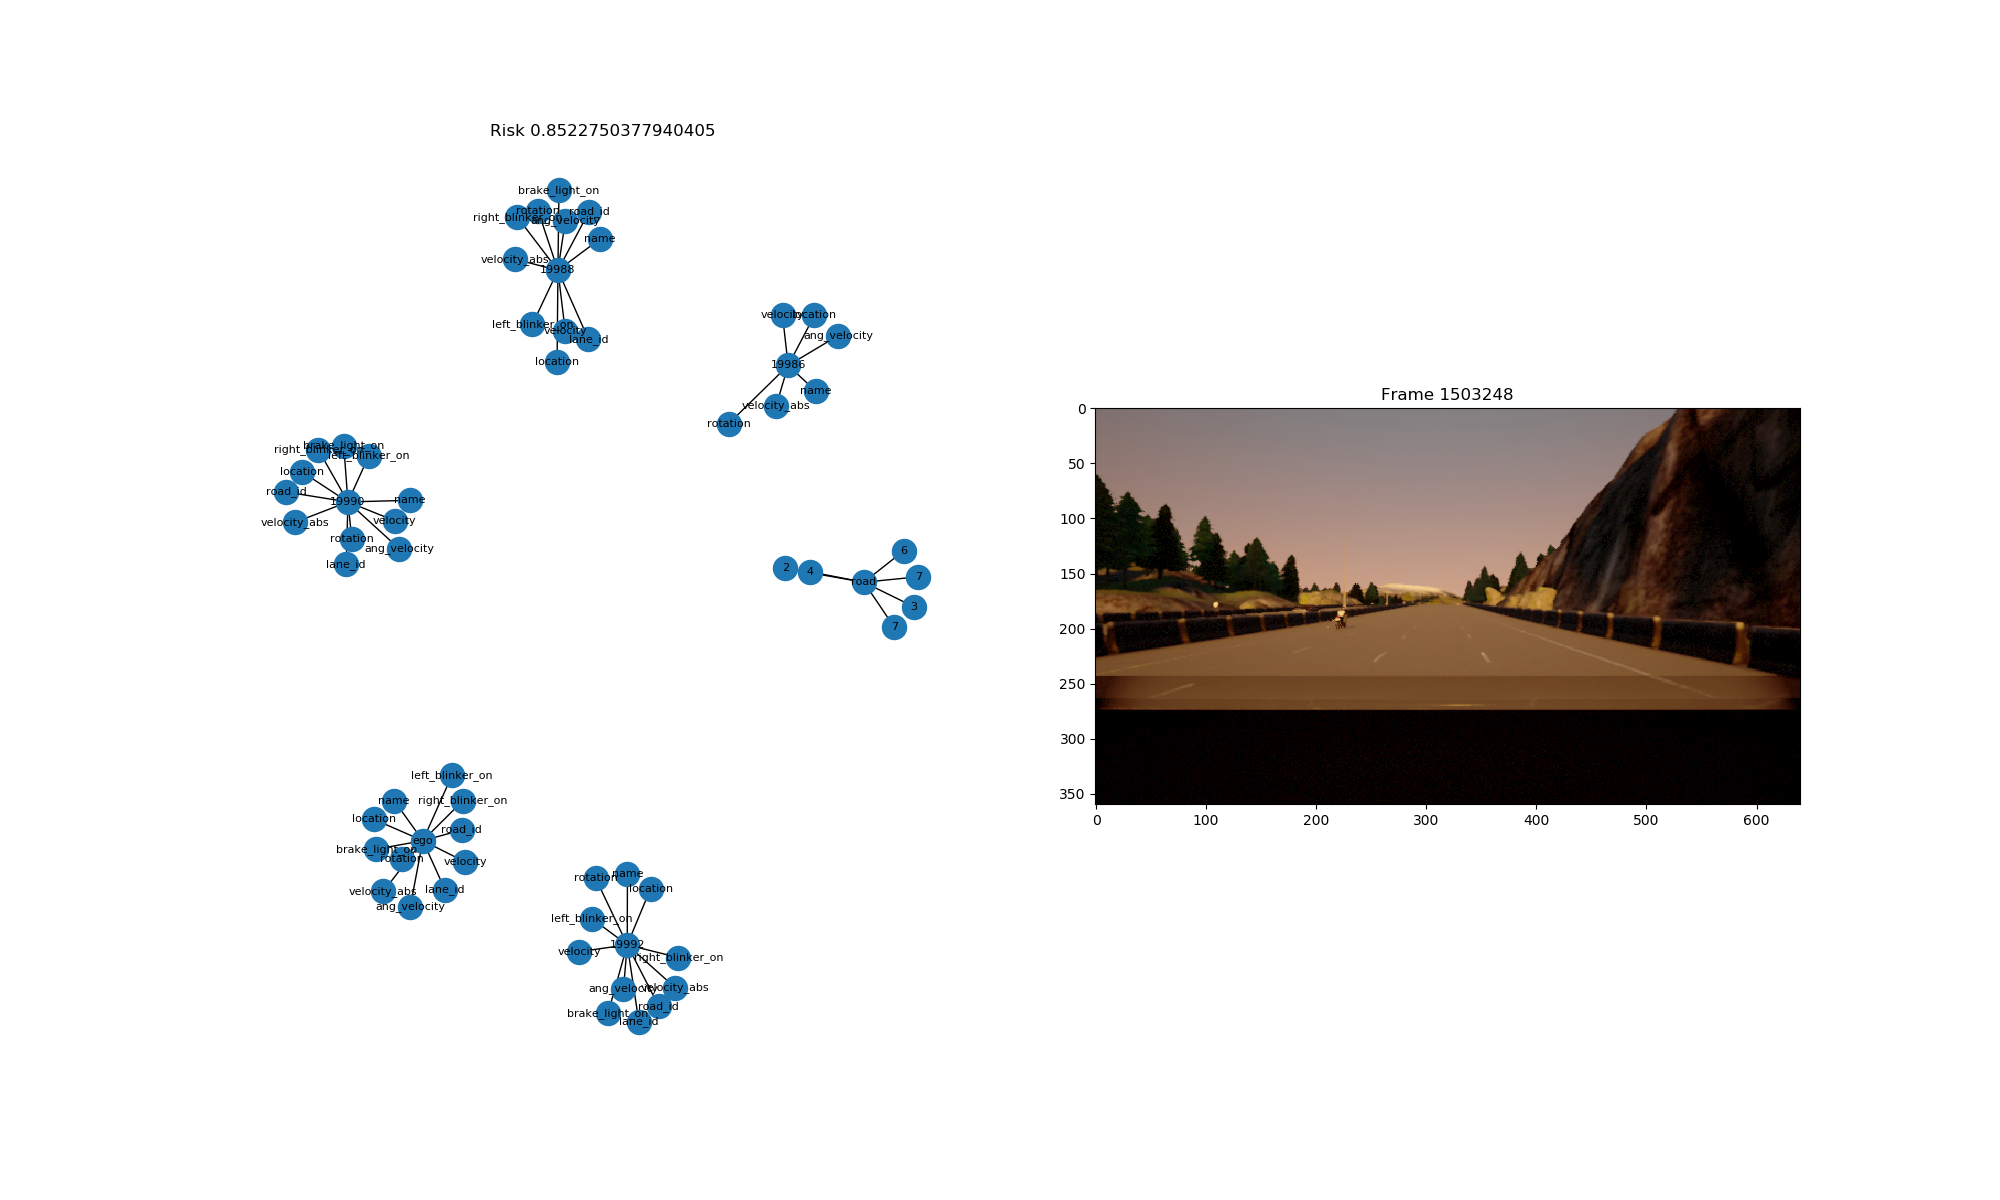 Risk 0.8522750377940405
brake_light_on
rotation
road_id
right_blinker_on
ang_velocity
name
velocity_abs
19988
left_blinker_on
velocity
lane_id
location
velocity
location
ang_velocity
19986
name
velocity_abs
rotation
brake_light_on
right_blinker_on
left_blinker_on
location
road_id
19990
name
velocity_abs
velocity
rotation
ang_velocity
lane_id
6
2
4
road
7
3
7
left_blinker_on
name
right_blinker_on
location
road_id
ego
brake_light_on
rotation
velocity
velocity_abs
lane_id
ang_velocity
name
rotation
location
left_blinker_on
19992
velocity
right_blinker_on
ang_velocity
velocity_abs
road_id
brake_light_on
lane_id
Frame 1503248
0
50
100
150
200
250
300
350
0
100
200
300
400
500
600